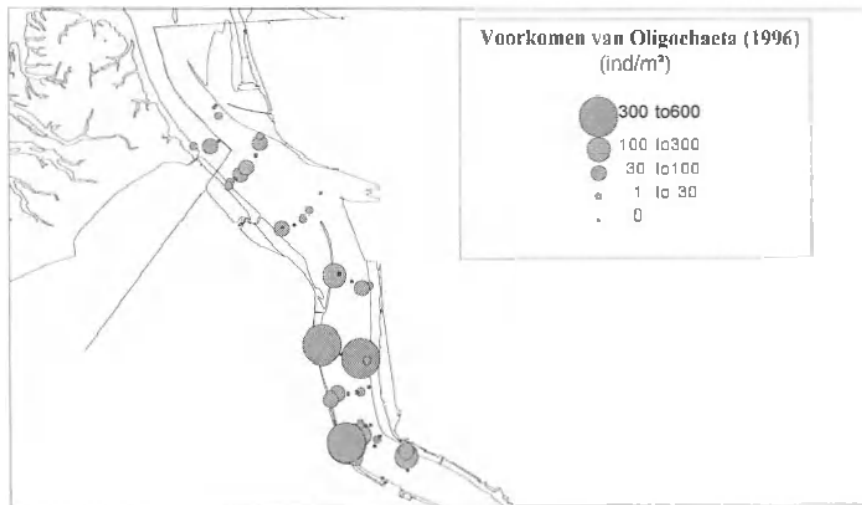 Voorkomen van Oligochaeta (1996)
(ind/m²)
300 to600
100 to300
30 to100
1 to 30
0